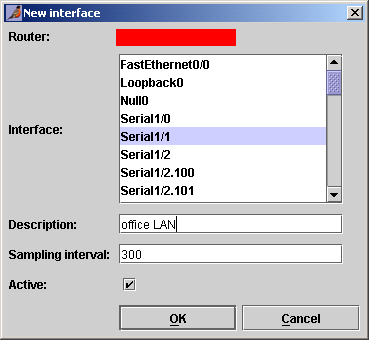 New interface
Router:
Interface:
FastEthernet0/0
Loopback0
Null0
Serial1/0
Serial1/1
Serial1/2
Serial1/2.100
Serial1/2.101
Description: office LAN
Sampling interval: 300
Active:
OK Cancel